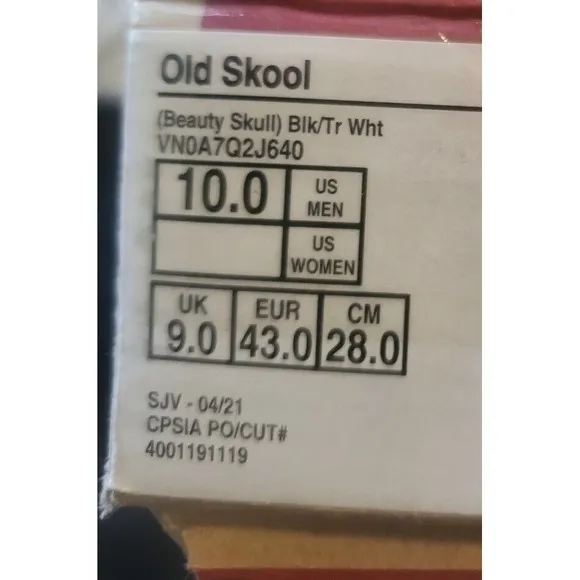 Old Skool
(Beauty Skull) Blk/Tr Wht
VN0A7Q2J640
10.0 US MEN
US WOMEN
UK EUR CM
9.0 43.0 28.0
SJV - 04/21
CPSIA PO/CUT#
4001191119